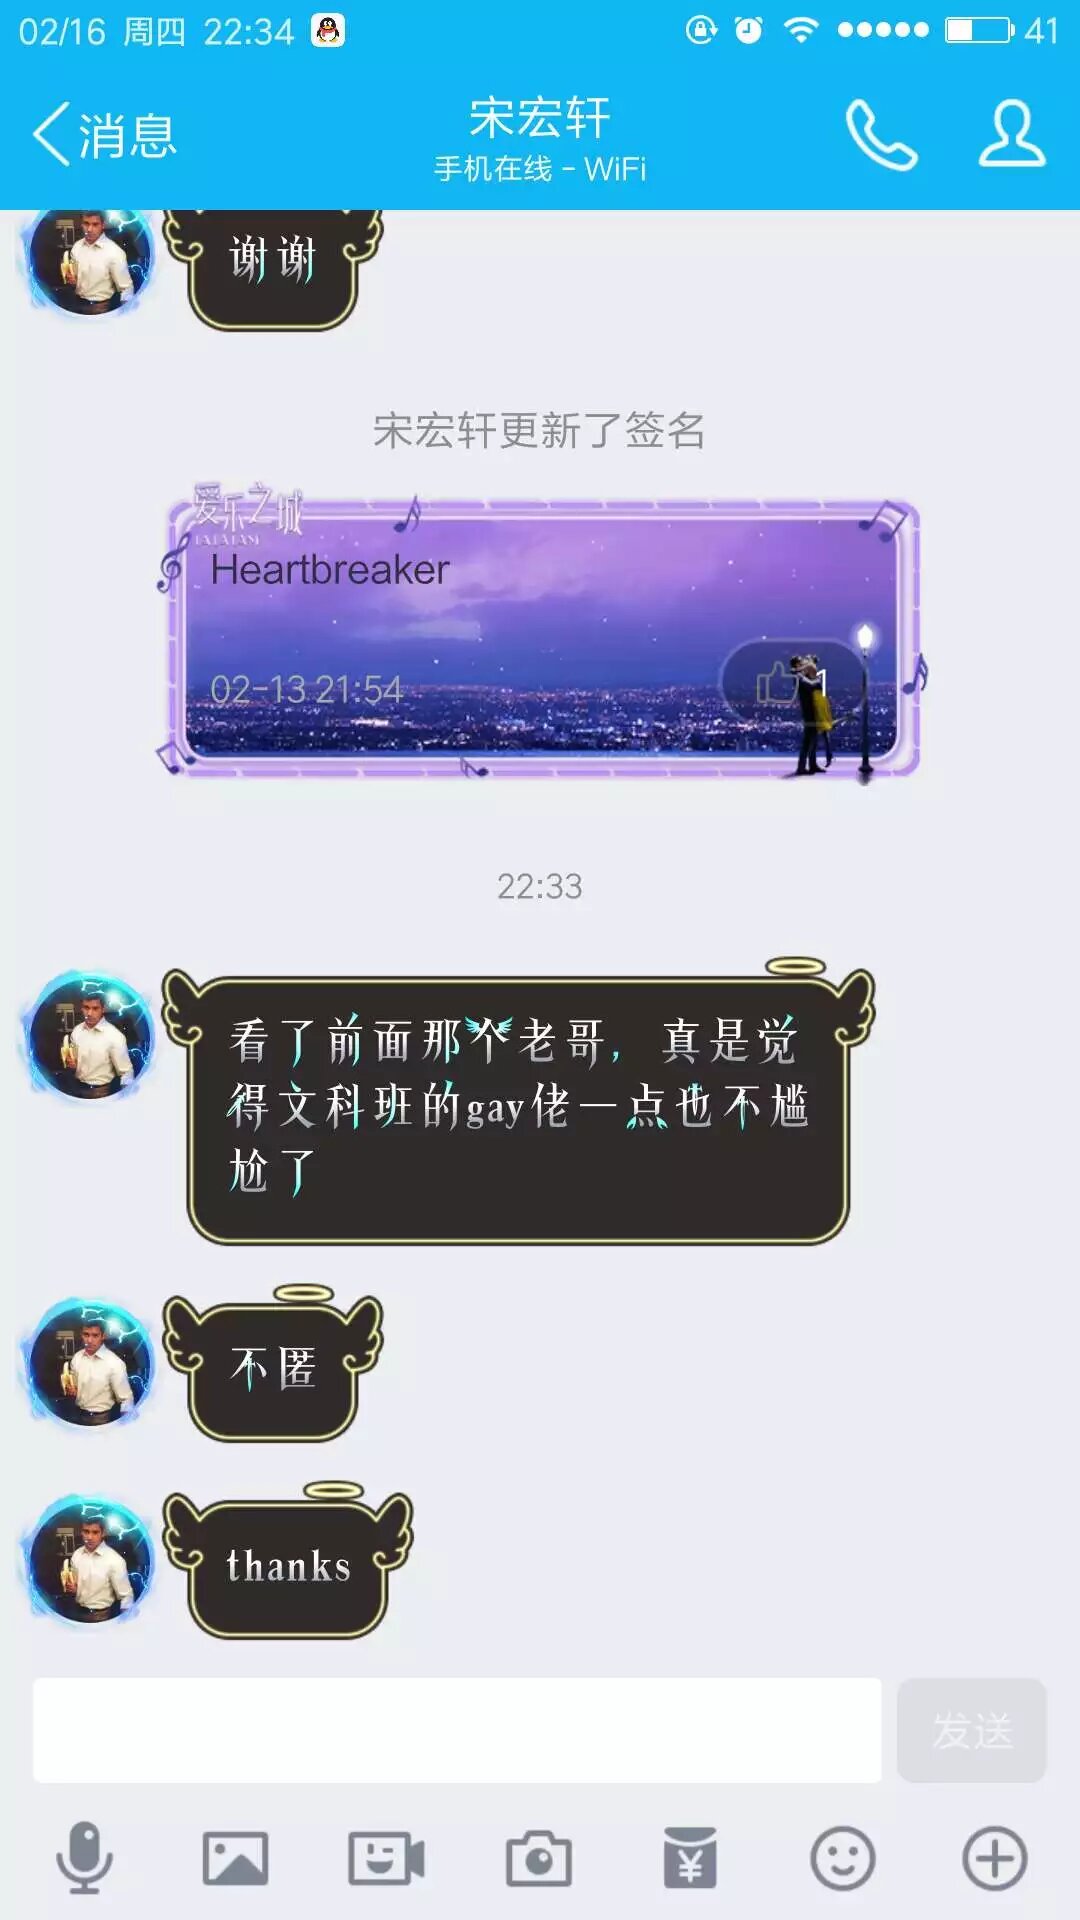 02/16 周四 22:34
41
消息
宋宏轩
手机在线 - WiFi
谢谢
宋宏轩更新了签名
爱乐之城
LA LA LAND
Heartbreaker
02-13 21:54
1
22:33
看了前面那个老哥，真是觉
得文科班的gay佬一点也不尴
尬了
不匿
thanks
发送